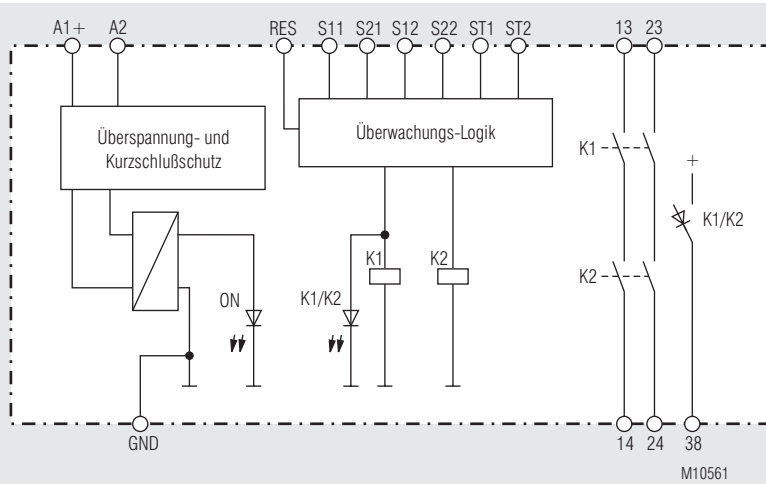 A1+ A2 RES S11 S21 S12 S22 ST1 ST2 13 23
Überspannung- und
Kurzschlußschutz
Überwachungs-Logik
K1
+
K1/K2
K1 K2
K2
ON K1/K2
GND 14 24 38
M10561